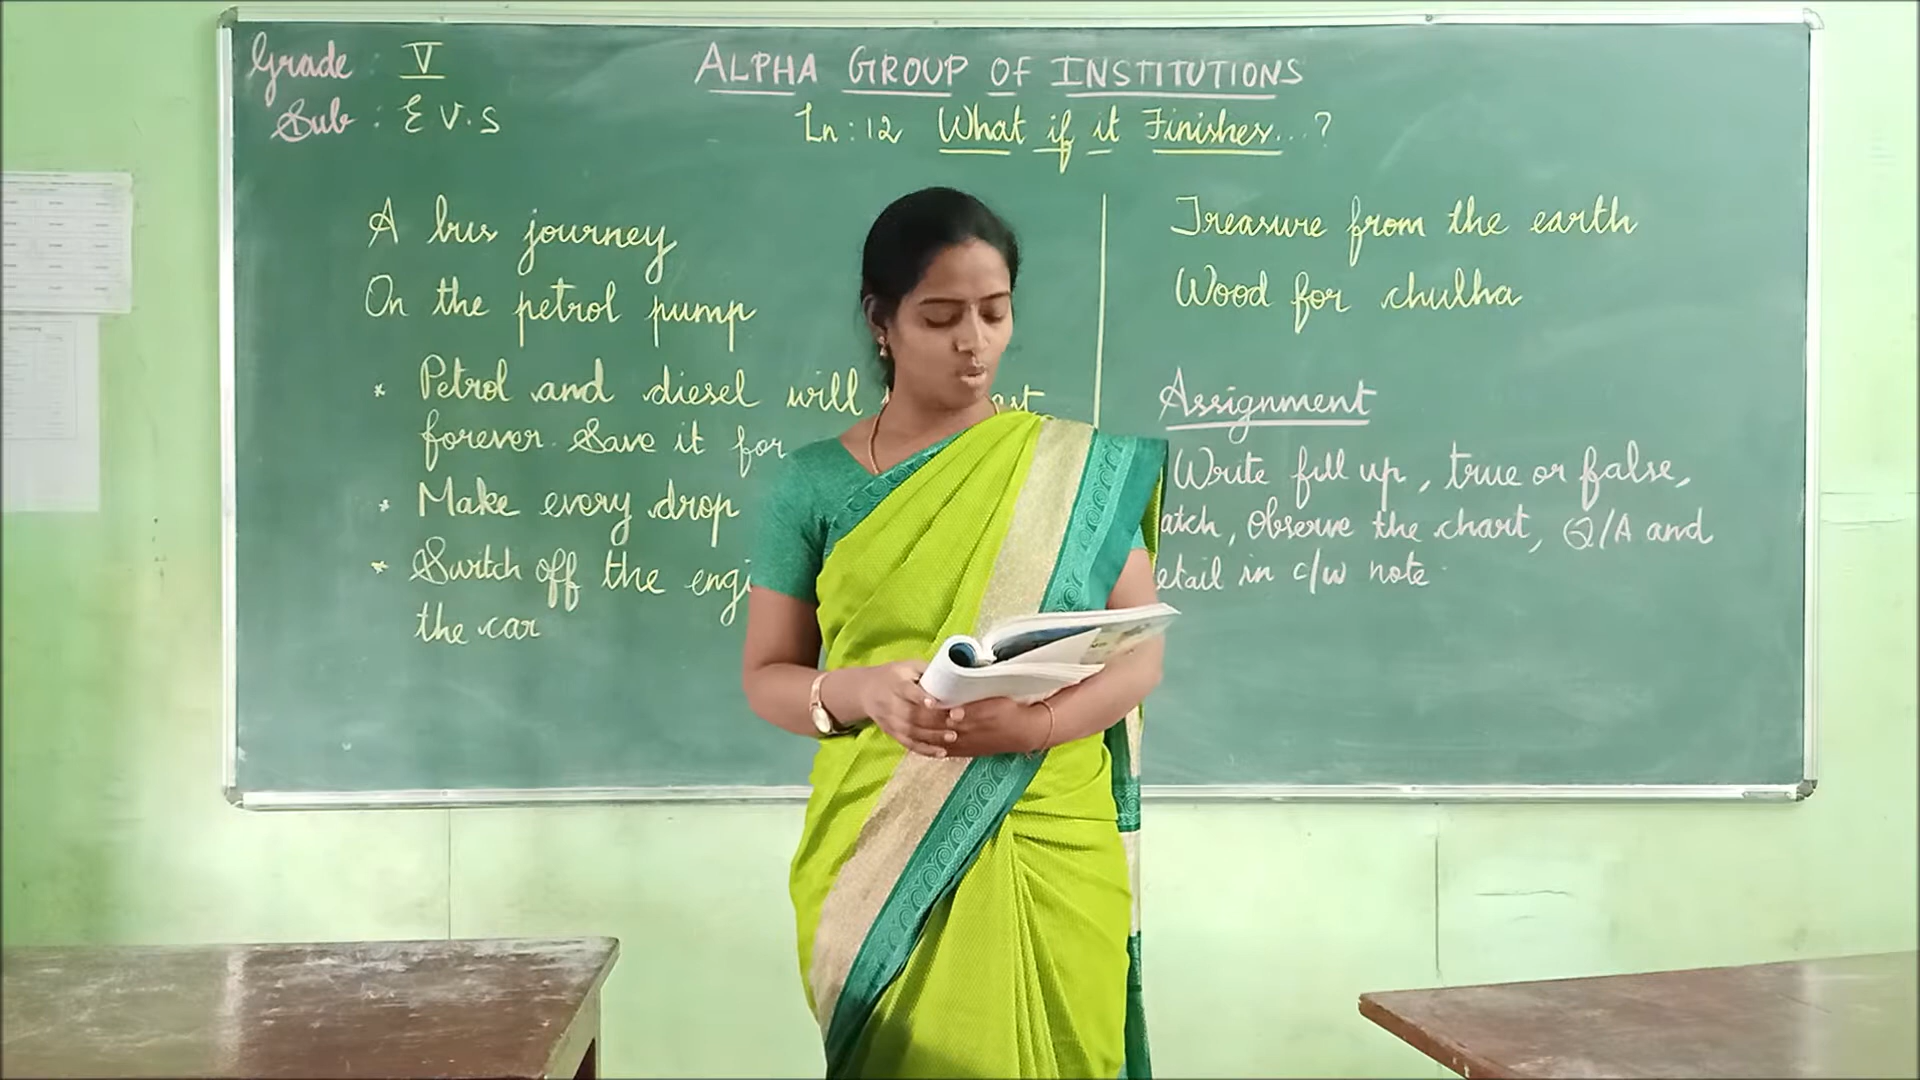 Grade : V
Sub : E V.S
ALPHA GROUP OF INSTITUTIONS
Ln : 12 What if it Finishes...?
A bus journey
On the petrol pump
* Petrol and diesel will
forever. Save it for
* Make every drop
* Switch off the
the car
Treasure from the earth
Wood for chulha
Assignment
Write fill up, true or false,
Observe the chart, Q/A and
in c/w note